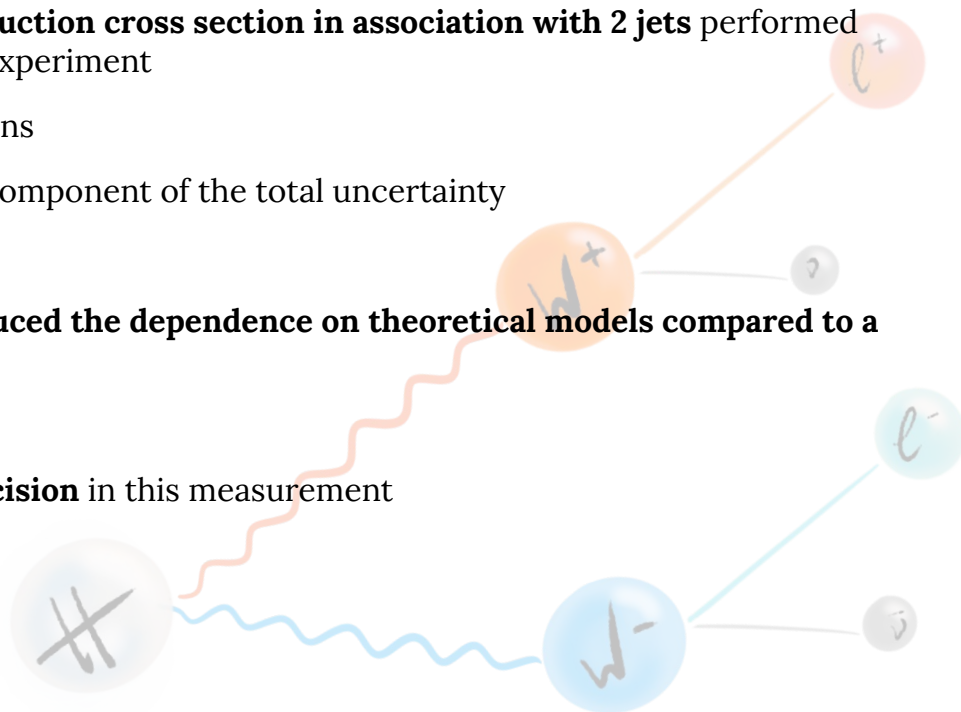 uction cross section in association with 2 jets performed
xperiment
ℓ⁺
ns
omponent of the total uncertainty
W⁺
uced the dependence on theoretical models compared to a
ℓ⁻
cision in this measurement
H
W⁻